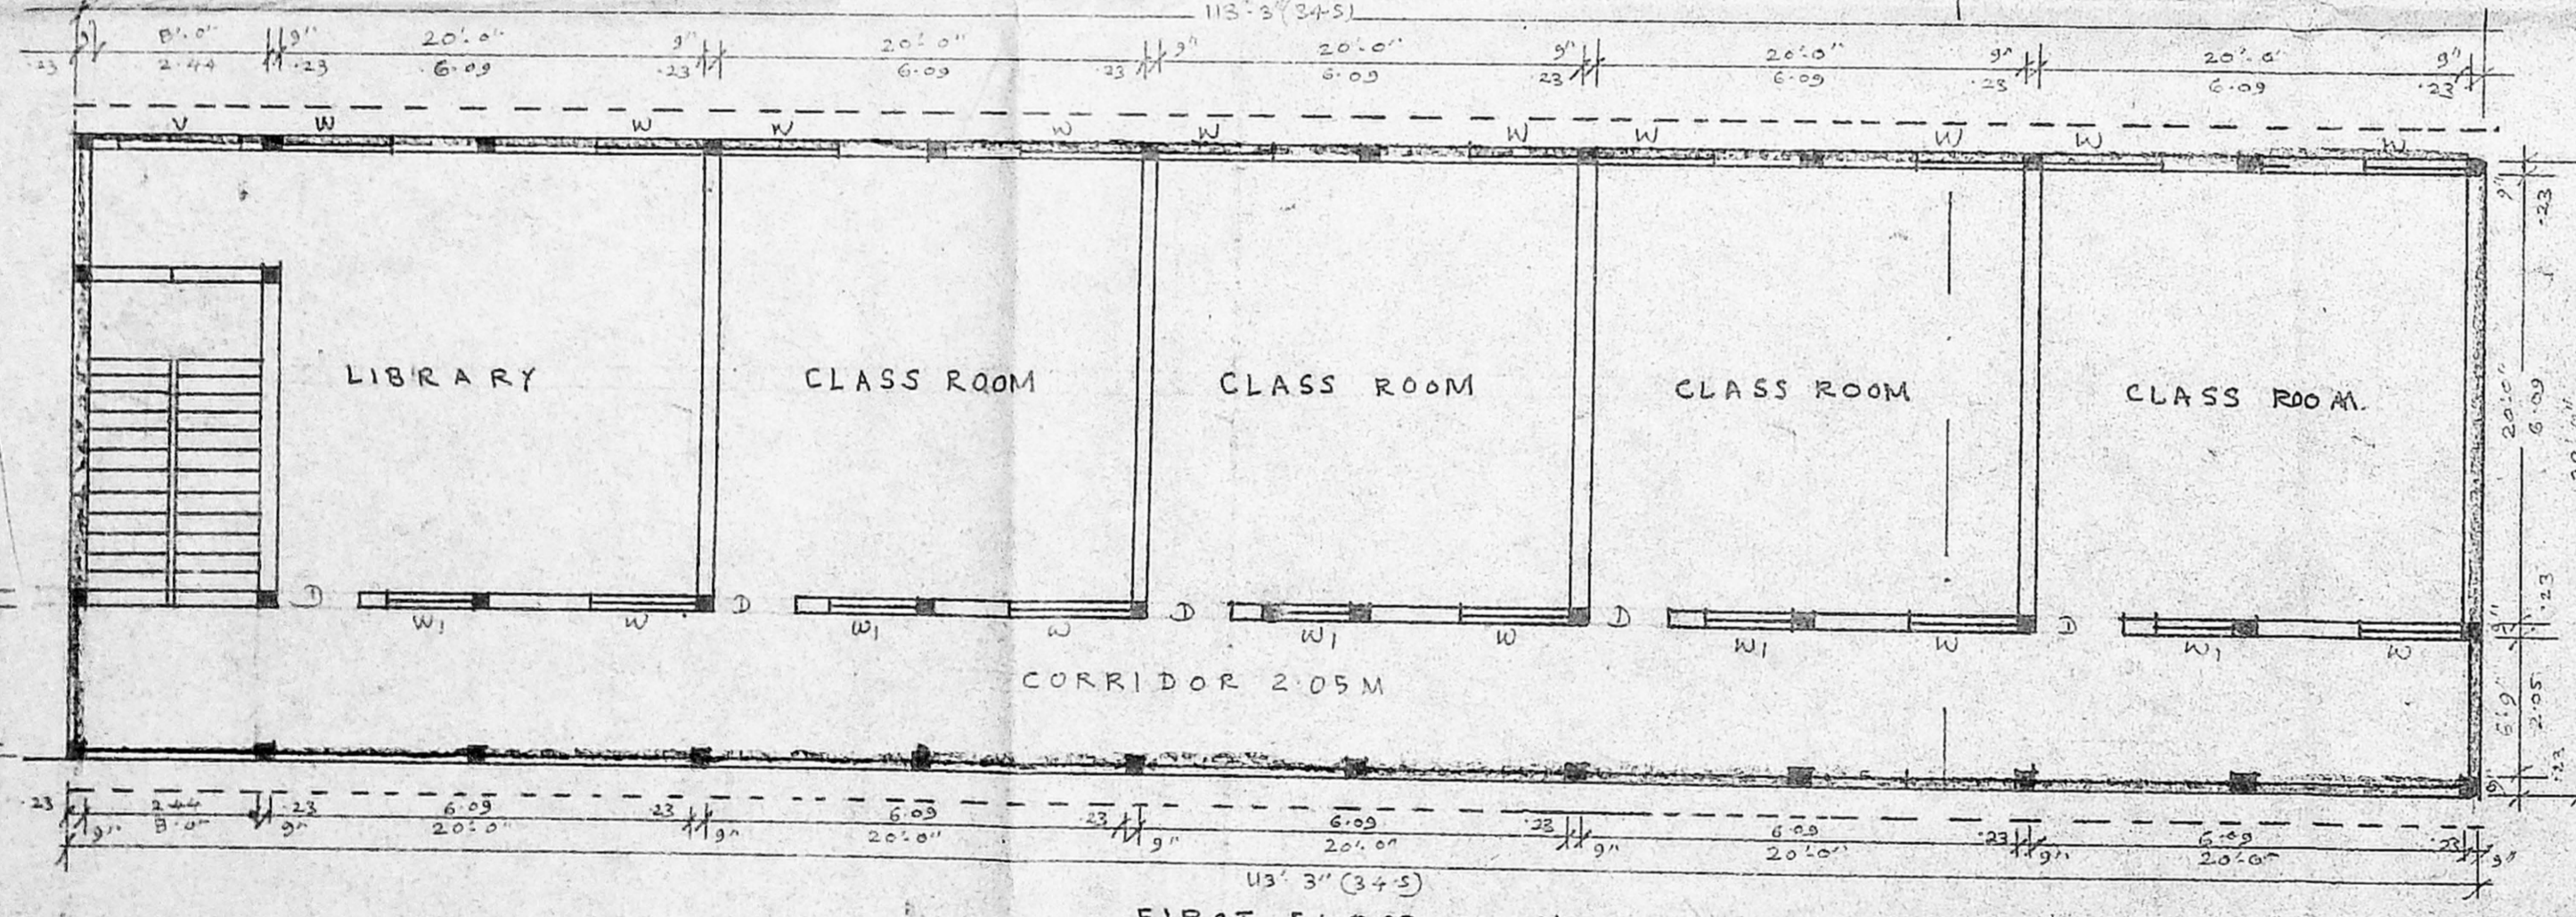 113'-3"(34.5)
9" 8'-0" 9" 20'-0" 9" 20'-0" 9" 20'-0" 9" 20'-0" 9" 20'-0" 9"
.23 2.44 .23 6.09 .23 6.09 .23 6.09 .23 6.09 .23 6.09 .23
V W W W W W W W W W W
9" .23
LIBRARY CLASS ROOM CLASS ROOM CLASS ROOM CLASS ROOM.
20'-0" 6.09
D D D D D
W1 W W1 W W1 W W1 W W1 W
9" .23
CORRIDOR 2.05M
6'9" 2.05
9" .23
.23 2.44 .23 6.09 .23 6.09 .23 6.09 .23 6.09 .23 6.09 .23
9" 8'-0" 9" 20'-0" 9" 20'-0" 9" 20'-0" 9" 20'-0" 9" 20'-0" 9"
113'-3"(34.5)
FIRST FLOOR